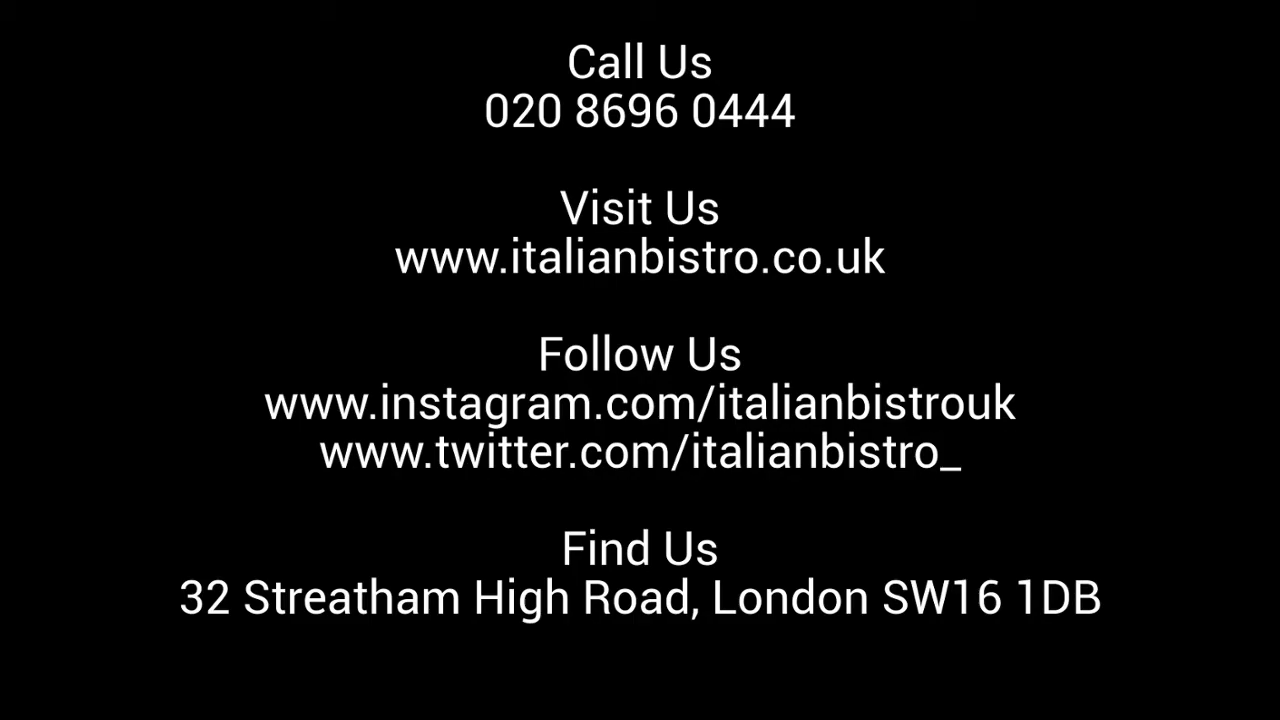 Call Us
020 8696 0444
Visit Us
www.italianbistro.co.uk
Follow Us
www.instagram.com/italianbistrouk
www.twitter.com/italianbistro_
Find Us
32 Streatham High Road, London SW16 1DB